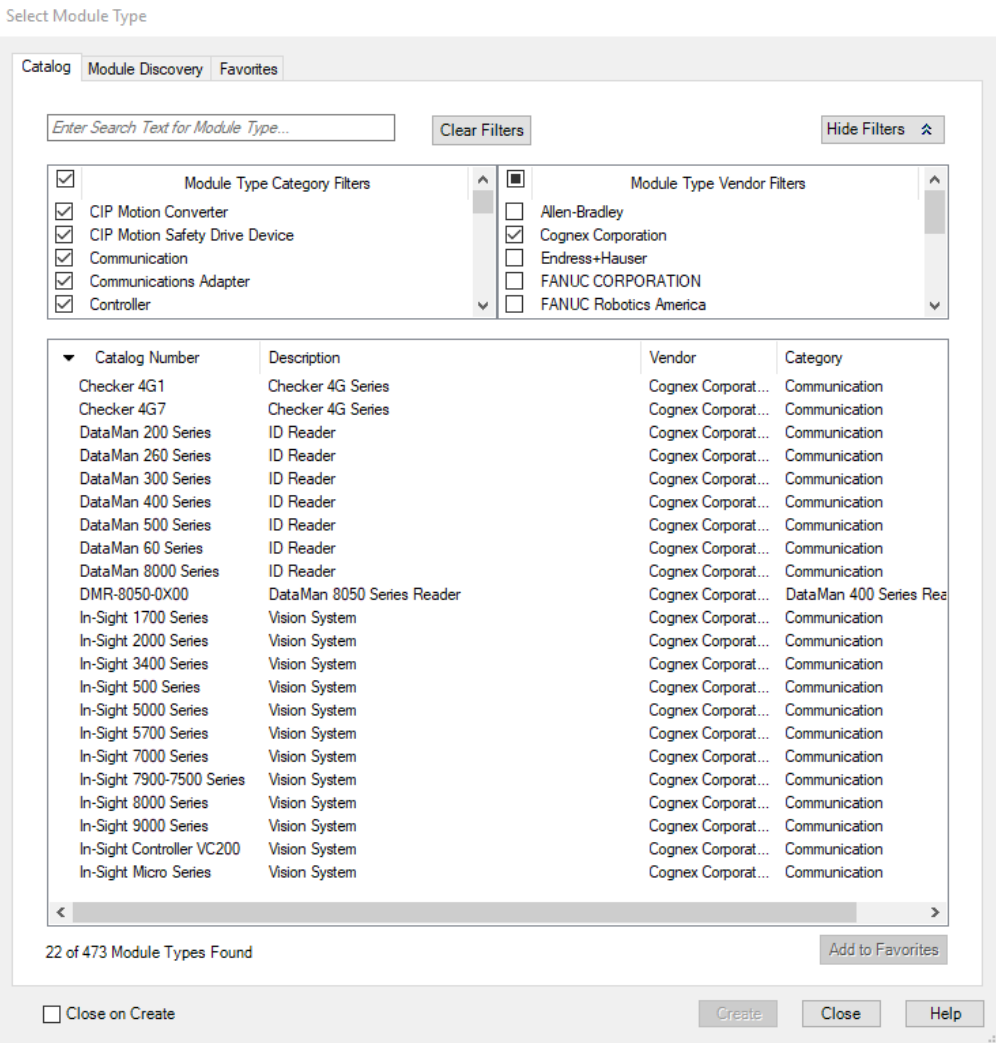 Select Module Type
Catalog Module Discovery Favorites
Enter Search Text for Module Type... Clear Filters Hide Filters
Module Type Category Filters Module Type Vendor Filters
CIP Motion Converter Allen-Bradley
CIP Motion Safety Drive Device Cognex Corporation
Communication Endress+Hauser
Communications Adapter FANUC CORPORATION
Controller FANUC Robotics America
Catalog Number Description Vendor Category
Checker 4G1 Checker 4G Series Cognex Corporat... Communication
Checker 4G7 Checker 4G Series Cognex Corporat... Communication
DataMan 200 Series ID Reader Cognex Corporat... Communication
DataMan 260 Series ID Reader Cognex Corporat... Communication
DataMan 300 Series ID Reader Cognex Corporat... Communication
DataMan 400 Series ID Reader Cognex Corporat... Communication
DataMan 500 Series ID Reader Cognex Corporat... Communication
DataMan 60 Series ID Reader Cognex Corporat... Communication
DataMan 8000 Series ID Reader Cognex Corporat... Communication
DMR-8050-0X00 DataMan 8050 Series Reader Cognex Corporat... DataMan 400 Series Rea
In-Sight 1700 Series Vision System Cognex Corporat... Communication
In-Sight 2000 Series Vision System Cognex Corporat... Communication
In-Sight 3400 Series Vision System Cognex Corporat... Communication
In-Sight 500 Series Vision System Cognex Corporat... Communication
In-Sight 5000 Series Vision System Cognex Corporat... Communication
In-Sight 5700 Series Vision System Cognex Corporat... Communication
In-Sight 7000 Series Vision System Cognex Corporat... Communication
In-Sight 7900-7500 Series Vision System Cognex Corporat... Communication
In-Sight 8000 Series Vision System Cognex Corporat... Communication
In-Sight 9000 Series Vision System Cognex Corporat... Communication
In-Sight Controller VC200 Vision System Cognex Corporat... Communication
In-Sight Micro Series Vision System Cognex Corporat... Communication
22 of 473 Module Types Found Add to Favorites
Close on Create Create Close Help